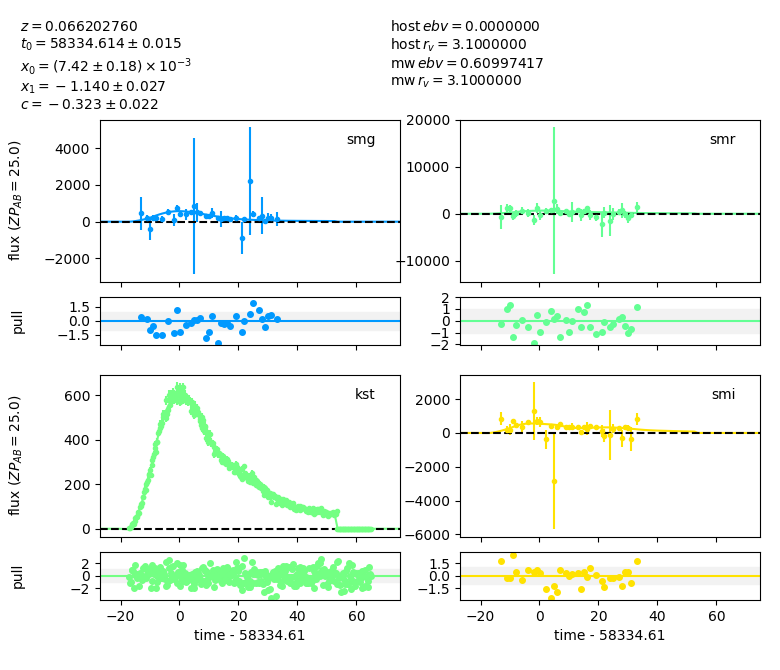 z = 0.066202760
t₀ = 58334.614 ± 0.015
x₀ = (7.42 ± 0.18) × 10⁻³
x₁ = − 1.140 ± 0.027
c = − 0.323 ± 0.022
host ebv = 0.0000000
host r_v = 3.1000000
mw ebv = 0.60997417
mw r_v = 3.1000000
flux (ZP_AB = 25.0)
4000
2000
0
−2000
smg
20000
10000
0
−10000
smr
pull
1.5
0.0
−1.5
2
1
0
−1
−2
flux (ZP_AB = 25.0)
600
400
200
0
kst
2000
0
−2000
−4000
−6000
smi
pull
2
0
−2
1.5
0.0
−1.5
−20 0 20 40 60
−20 0 20 40 60
time - 58334.61
time - 58334.61